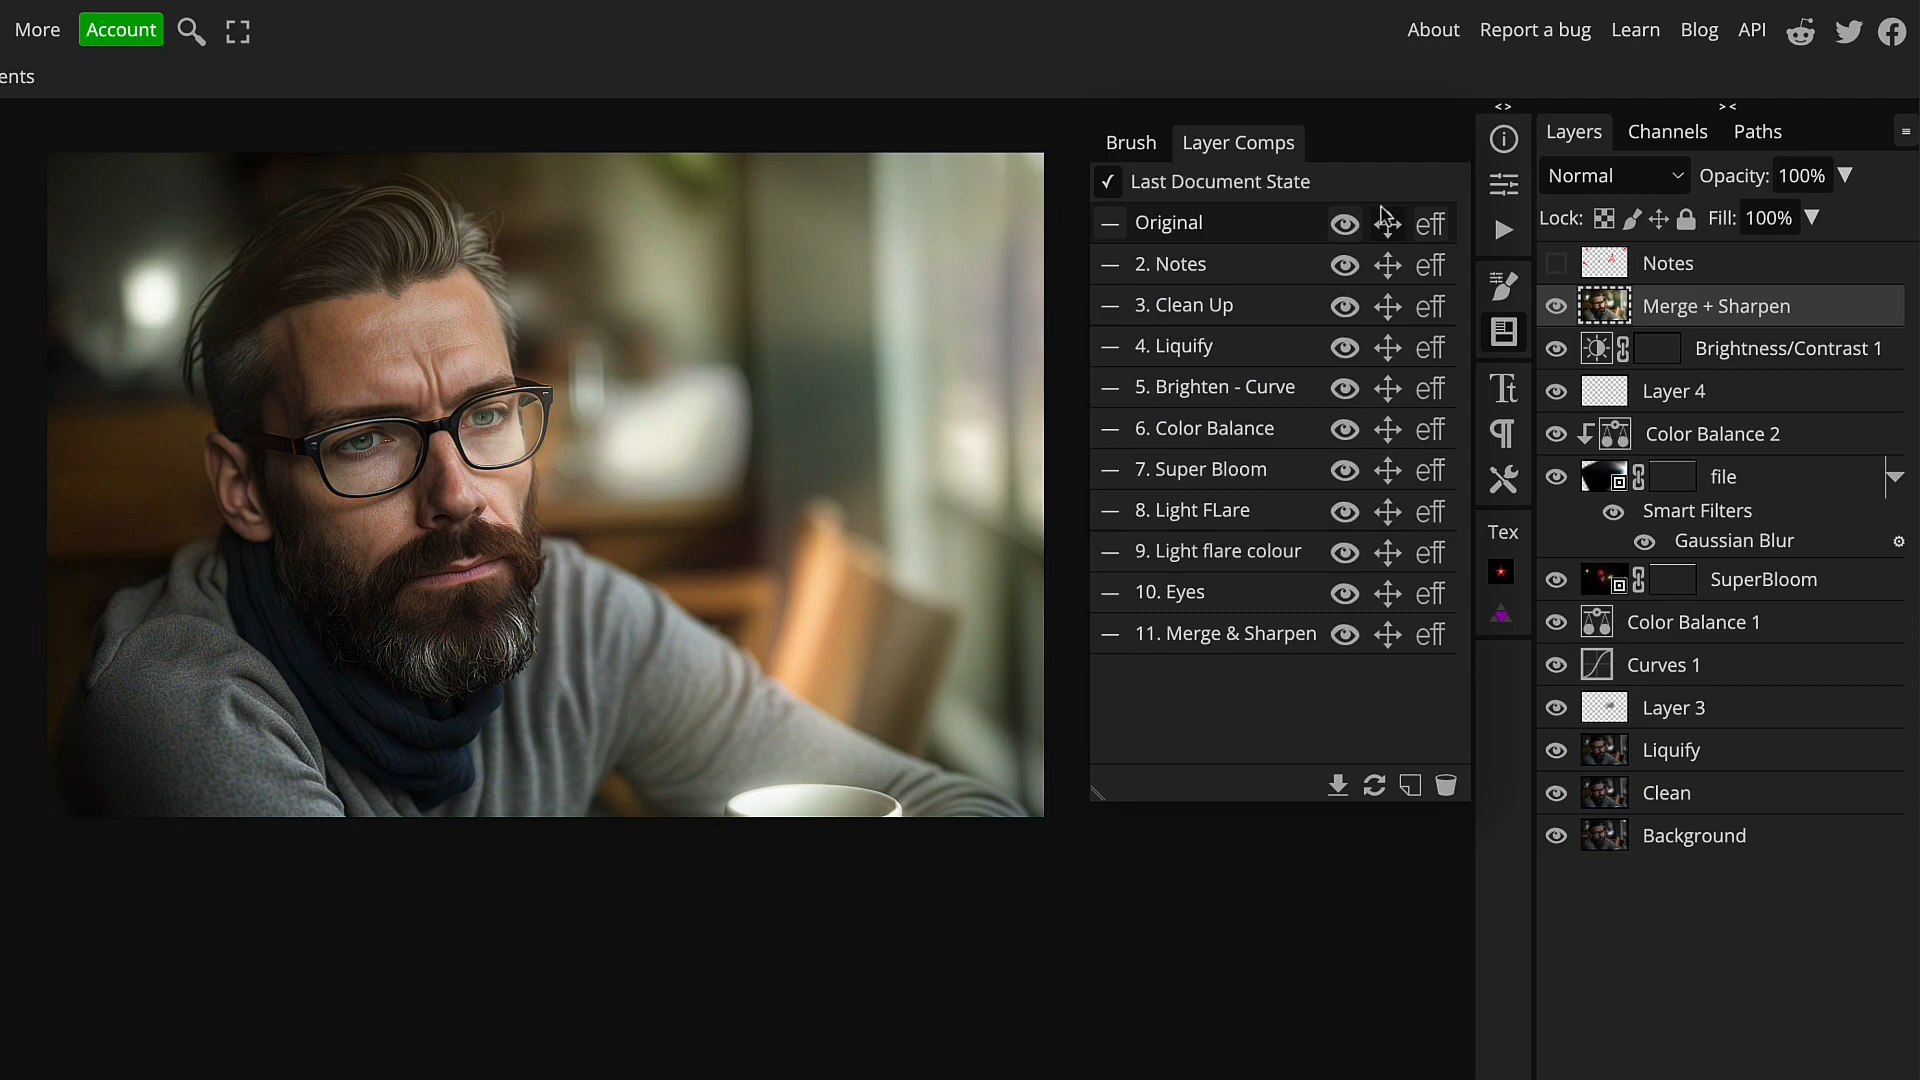 More Account About Report a bug Learn Blog API
ents
Brush Layer Comps
Last Document State
Original eff
2. Notes eff
3. Clean Up eff
4. Liquify eff
5. Brighten - Curve eff
6. Color Balance eff
7. Super Bloom eff
8. Light FLare eff
9. Light flare colour eff
10. Eyes eff
11. Merge & Sharpen eff
Tt
Tex
Layers Channels Paths
Normal Opacity: 100%
Lock: Fill: 100%
Notes
Merge + Sharpen
Brightness/Contrast 1
Layer 4
Color Balance 2
file
Smart Filters
Gaussian Blur
SuperBloom
Color Balance 1
Curves 1
Layer 3
Liquify
Clean
Background